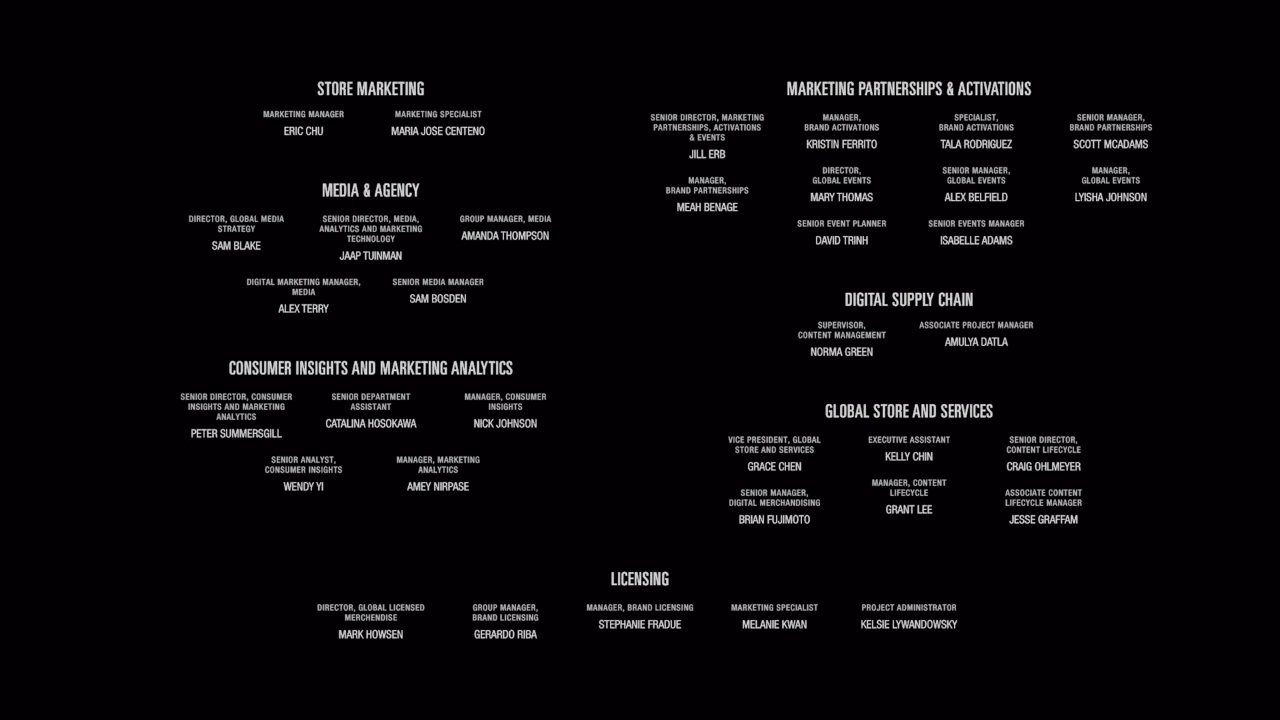 STORE MARKETING
MARKETING MANAGER
ERIC CHU
MARKETING SPECIALIST
MARIA JOSE CENTENO
MEDIA & AGENCY
DIRECTOR, GLOBAL MEDIA
STRATEGY
SAM BLAKE
SENIOR DIRECTOR, MEDIA,
ANALYTICS AND MARKETING
TECHNOLOGY
JAAP TUINMAN
GROUP MANAGER, MEDIA
AMANDA THOMPSON
DIGITAL MARKETING MANAGER,
MEDIA
ALEX TERRY
SENIOR MEDIA MANAGER
SAM BOSDEN
CONSUMER INSIGHTS AND MARKETING ANALYTICS
SENIOR DIRECTOR, CONSUMER
INSIGHTS AND MARKETING
ANALYTICS
PETER SUMMERSGILL
SENIOR DEPARTMENT
ASSISTANT
CATALINA HOSOKAWA
MANAGER, CONSUMER
INSIGHTS
NICK JOHNSON
SENIOR ANALYST,
CONSUMER INSIGHTS
WENDY YI
MANAGER, MARKETING
ANALYTICS
AMEY NIRPASE
MARKETING PARTNERSHIPS & ACTIVATIONS
SENIOR DIRECTOR, MARKETING
PARTNERSHIPS, ACTIVATIONS
& EVENTS
JILL ERB
MANAGER,
BRAND ACTIVATIONS
KRISTIN FERRITO
SPECIALIST,
BRAND ACTIVATIONS
TALA RODRIGUEZ
SENIOR MANAGER,
BRAND PARTNERSHIPS
SCOTT MCADAMS
MANAGER,
BRAND PARTNERSHIPS
MEAH BENAGE
DIRECTOR,
GLOBAL EVENTS
MARY THOMAS
SENIOR MANAGER,
GLOBAL EVENTS
ALEX BELFIELD
MANAGER,
GLOBAL EVENTS
LYISHA JOHNSON
SENIOR EVENT PLANNER
DAVID TRINH
SENIOR EVENTS MANAGER
ISABELLE ADAMS
DIGITAL SUPPLY CHAIN
SUPERVISOR,
CONTENT MANAGEMENT
NORMA GREEN
ASSOCIATE PROJECT MANAGER
AMULYA DATLA
GLOBAL STORE AND SERVICES
VICE PRESIDENT, GLOBAL
STORE AND SERVICES
GRACE CHEN
EXECUTIVE ASSISTANT
KELLY CHIN
SENIOR DIRECTOR,
CONTENT LIFECYCLE
CRAIG OHLMEYER
SENIOR MANAGER,
DIGITAL MERCHANDISING
BRIAN FUJIMOTO
MANAGER, CONTENT
LIFECYCLE
GRANT LEE
ASSOCIATE CONTENT
LIFECYCLE MANAGER
JESSE GRAFFAM
LICENSING
DIRECTOR, GLOBAL LICENSED
MERCHENDISE
MARK HOWSEN
GROUP MANAGER,
BRAND LICENSING
GERARDO RIBA
MANAGER, BRAND LICENSING
STEPHANIE FRADUE
MARKETING SPECIALIST
MELANIE KWAN
PROJECT ADMINISTRATOR
KELSIE LYWANDOWSKY